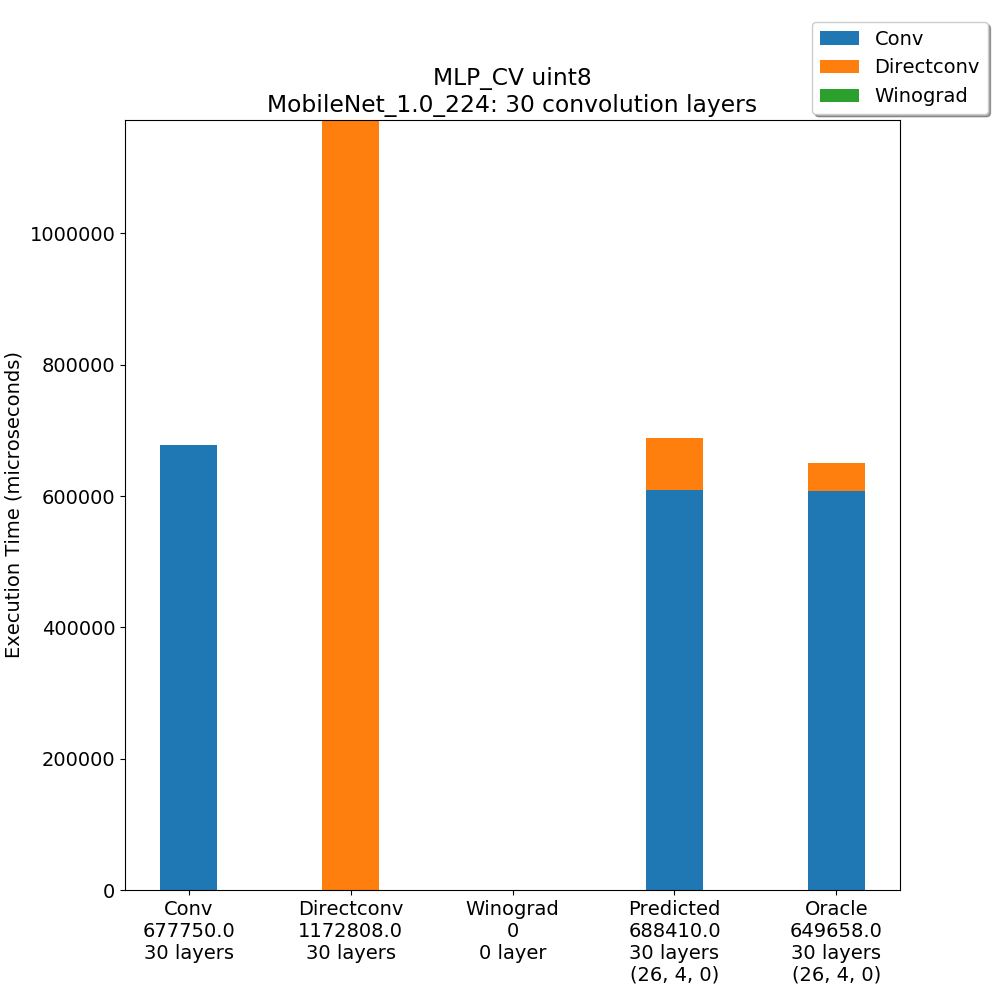 Conv
Directconv
Winograd
MLP_CV uint8
MobileNet_1.0_224: 30 convolution layers
Execution Time (microseconds)
1000000
800000
600000
400000
200000
0
Conv
677750.0
30 layers
Directconv
1172808.0
30 layers
Winograd
0
0 layer
Predicted
688410.0
30 layers
(26, 4, 0)
Oracle
649658.0
30 layers
(26, 4, 0)